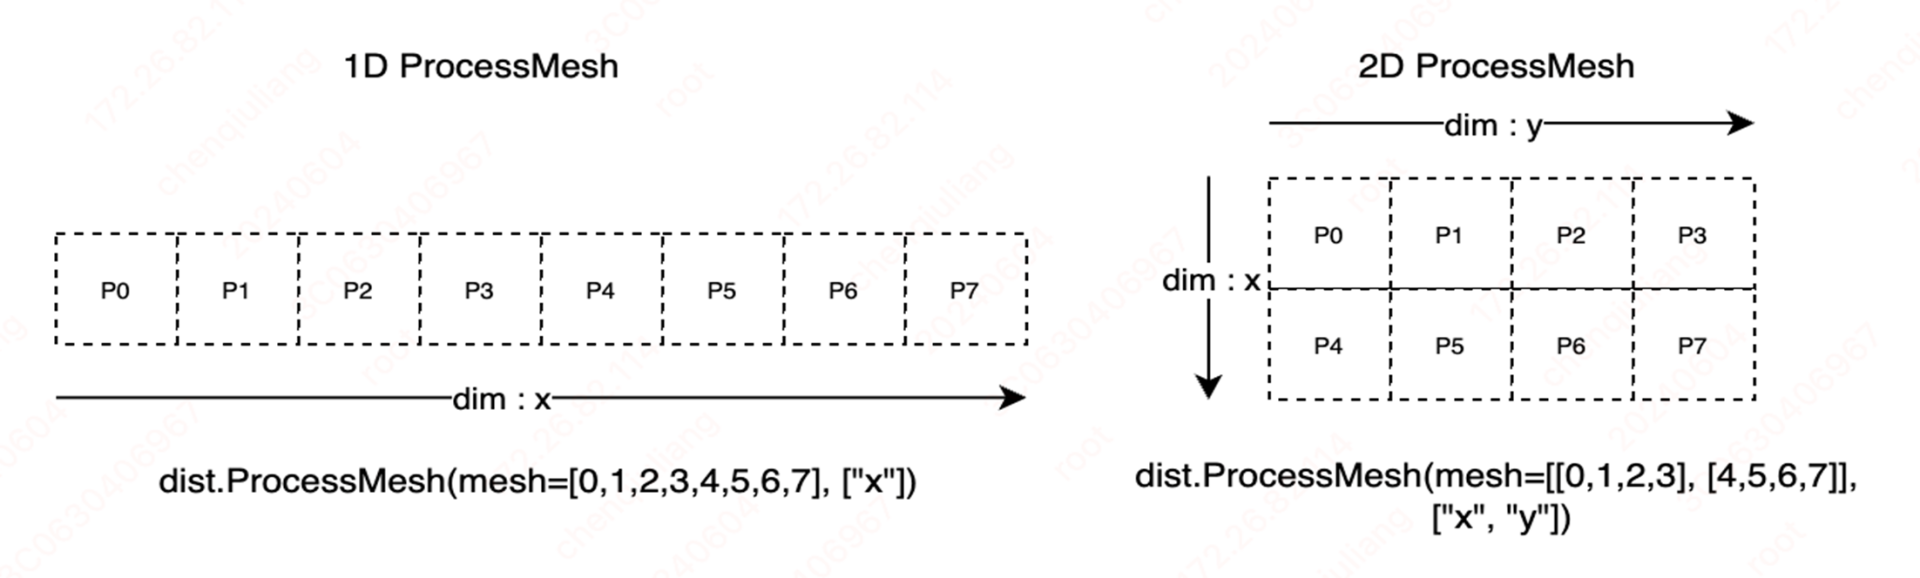 1D ProcessMesh
P0 P1 P2 P3 P4 P5 P6 P7
dim : x
dist.ProcessMesh(mesh=[0,1,2,3,4,5,6,7], ["x"])
2D ProcessMesh
dim : y
dim : x
P0 P1 P2 P3
P4 P5 P6 P7
dist.ProcessMesh(mesh=[[0,1,2,3], [4,5,6,7]],
["x", "y"])